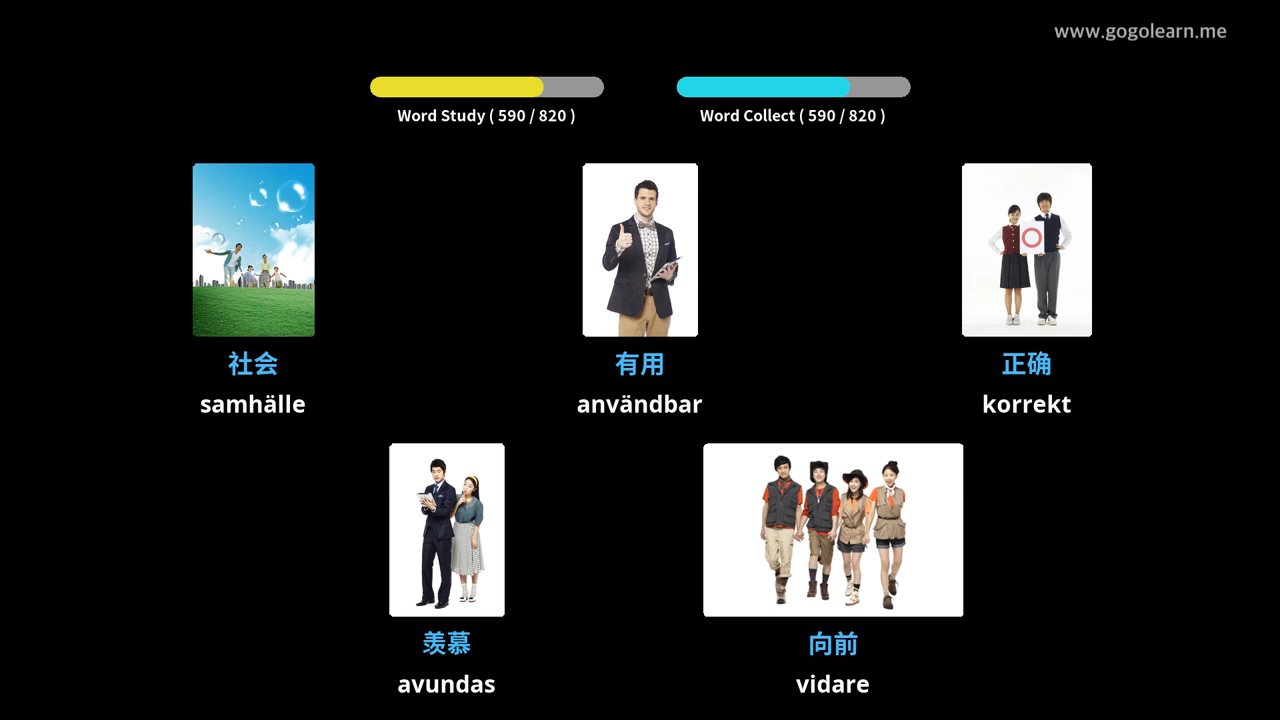 www.gogolearn.me
Word Study ( 590 / 820 )
Word Collect ( 590 / 820 )
社会
samhälle
有用
användbar
正确
korrekt
羡慕
avundas
向前
vidare